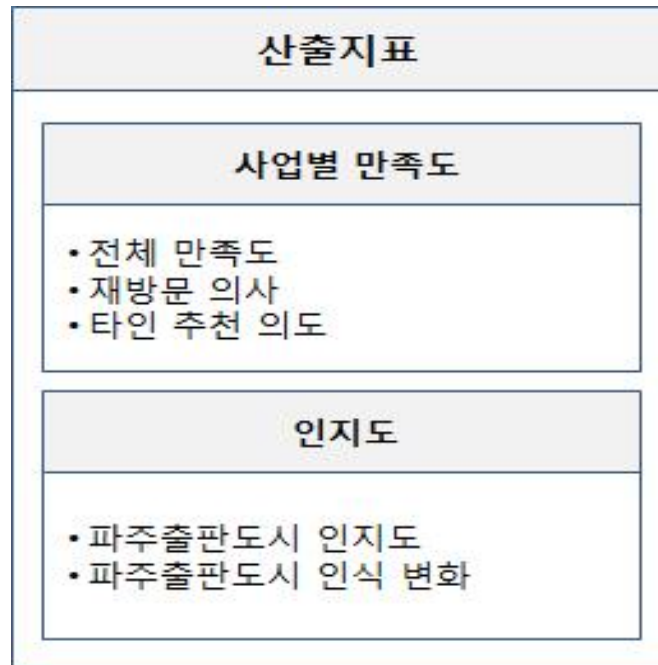 산출지표
사업별 만족도
• 전체 만족도
• 재방문 의사
• 타인 추천 의도
인지도
• 파주출판도시 인지도
• 파주출판도시 인식 변화